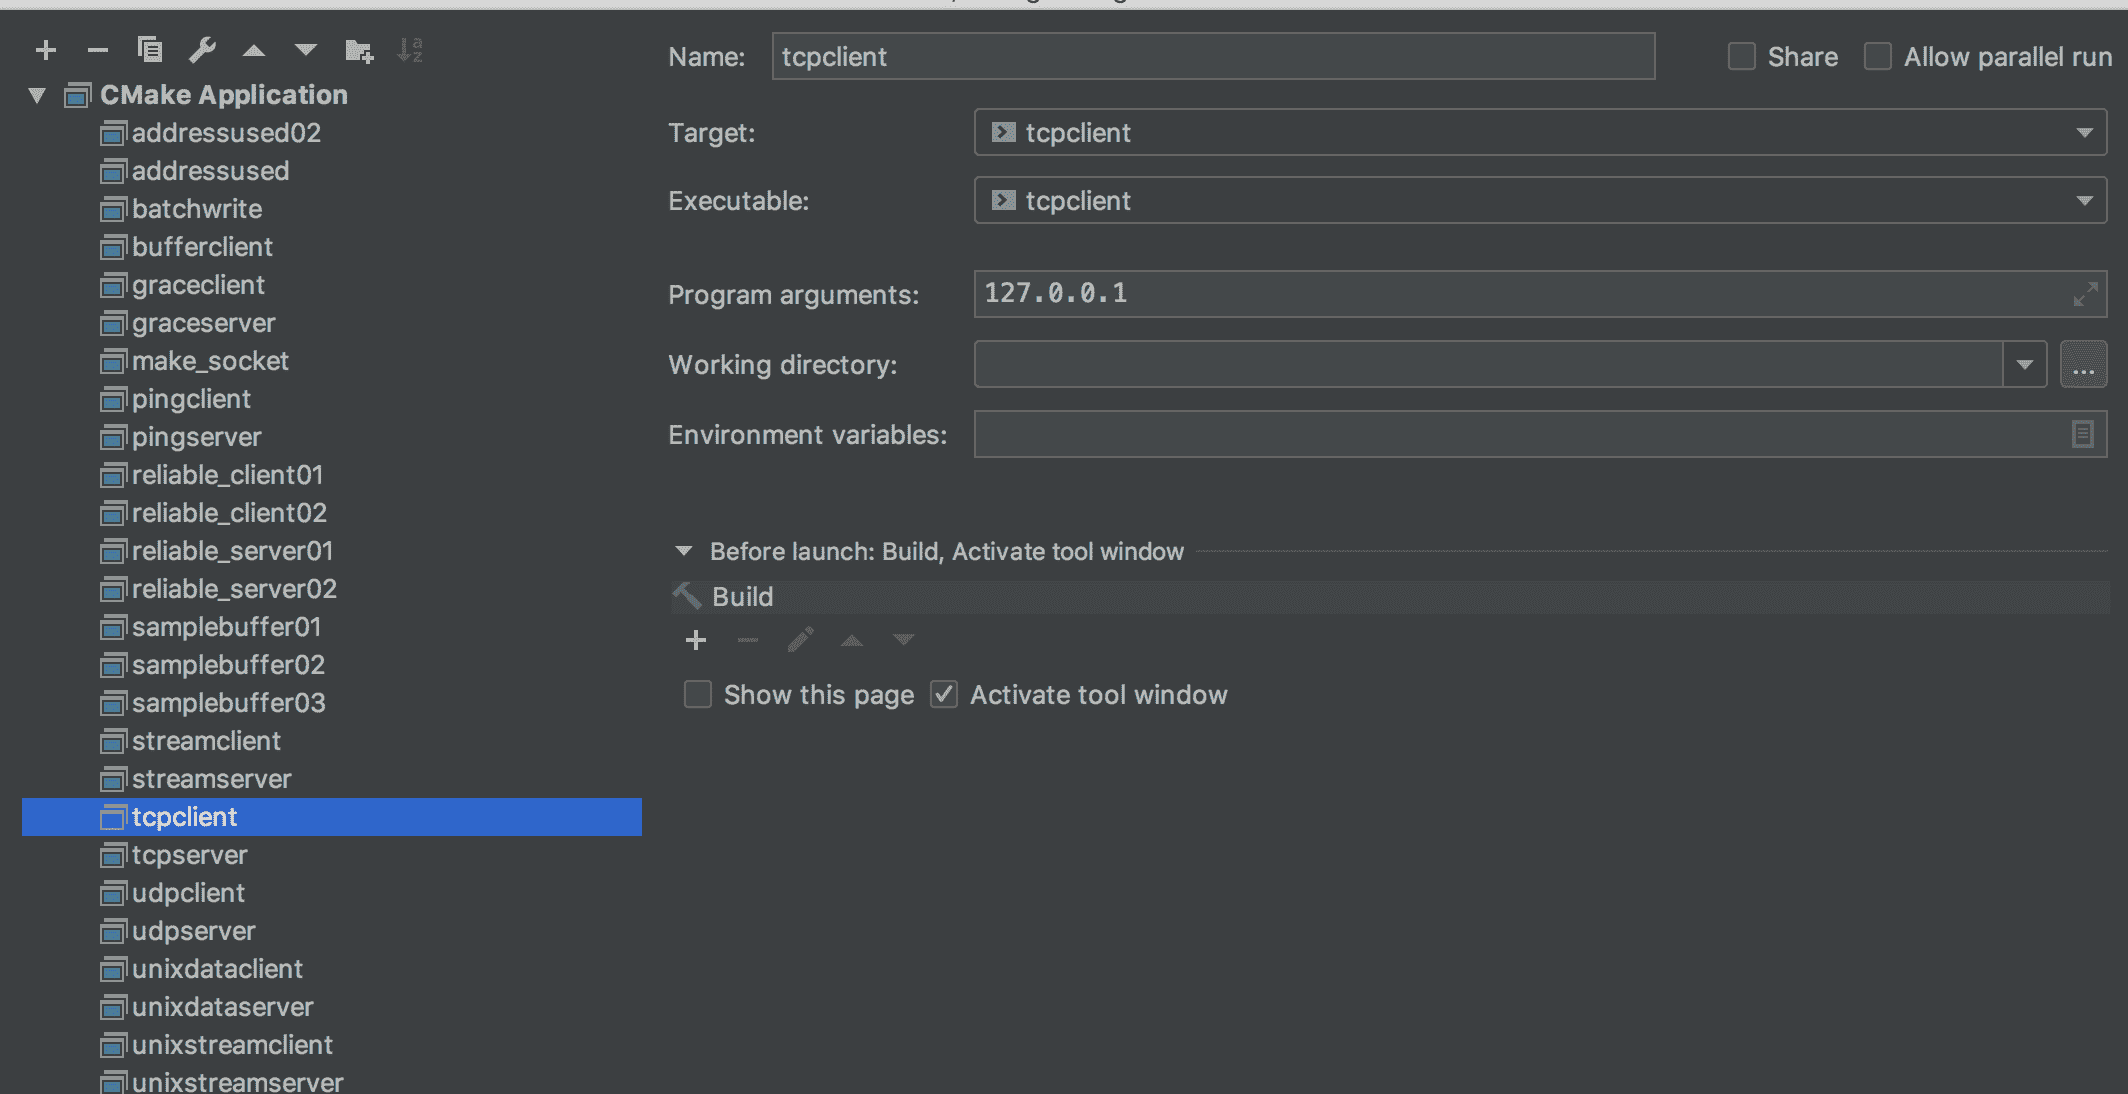 CMake Application
addressused02
addressused
batchwrite
bufferclient
graceclient
graceserver
make_socket
pingclient
pingserver
reliable_client01
reliable_client02
reliable_server01
reliable_server02
samplebuffer01
samplebuffer02
samplebuffer03
streamclient
streamserver
tcpclient
tcpserver
udpclient
udpserver
unixdataclient
unixdataserver
unixstreamclient
unixstreamserver
Name: tcpclient Share Allow parallel run
Target: tcpclient
Executable: tcpclient
Program arguments: 127.0.0.1
Working directory: ...
Environment variables:
Before launch: Build, Activate tool window
Build
Show this page Activate tool window